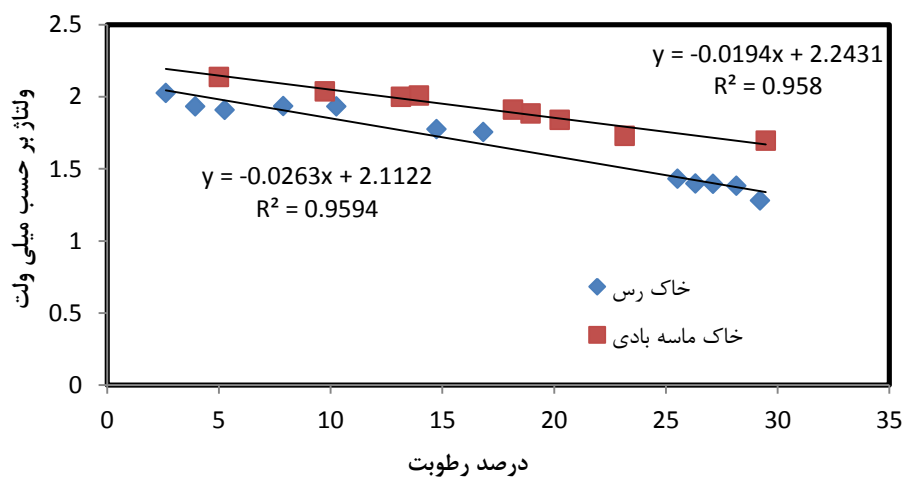 2.5
2
1.5
1
0.5
0
ولتاژ بر حسب میلی ولت
y = -0.0194x + 2.2431
R² = 0.958
y = -0.0263x + 2.1122
R² = 0.9594
خاک رس
خاک ماسه بادی
0 5 10 15 20 25 30 35
درصد رطوبت